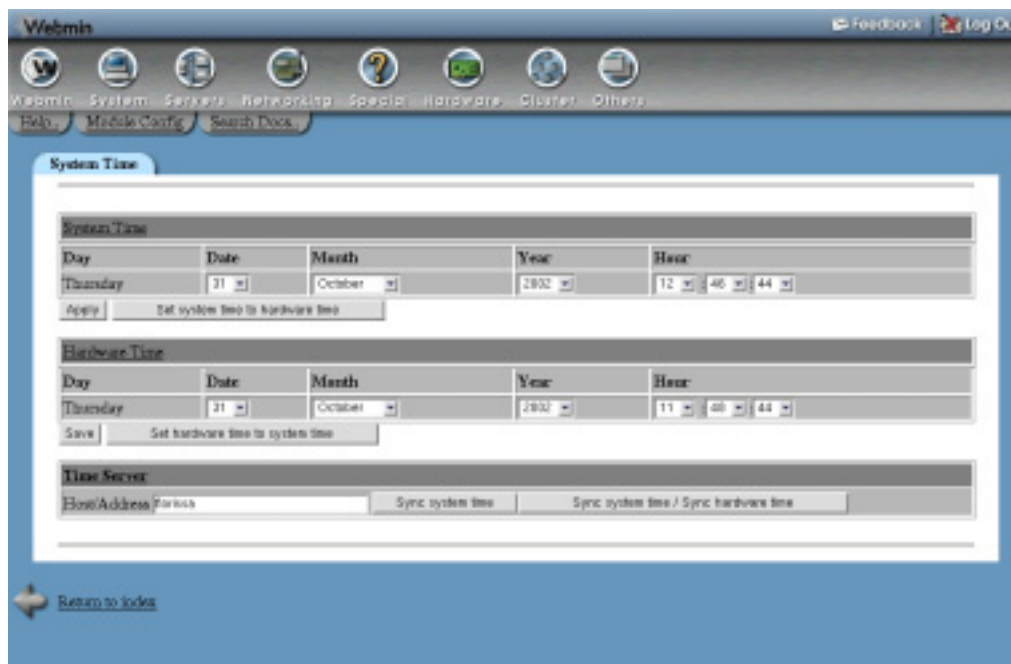 Webmin
Feedback Log Ou
Webmin System Servers Networking Special Hardware Cluster Others
Help.. Module Config Search Docs..
System Time
System Time
Day Date Month Year Hour
Thursday 31 October 2002 12 : 46 : 44
Apply Set system time to hardware time
Hardware Time
Day Date Month Year Hour
Thursday 31 October 2002 11 : : 44
Save Set hardware time to system time
Time Server
Host/Address Sync system time Sync system time / Sync hardware time
Return to index